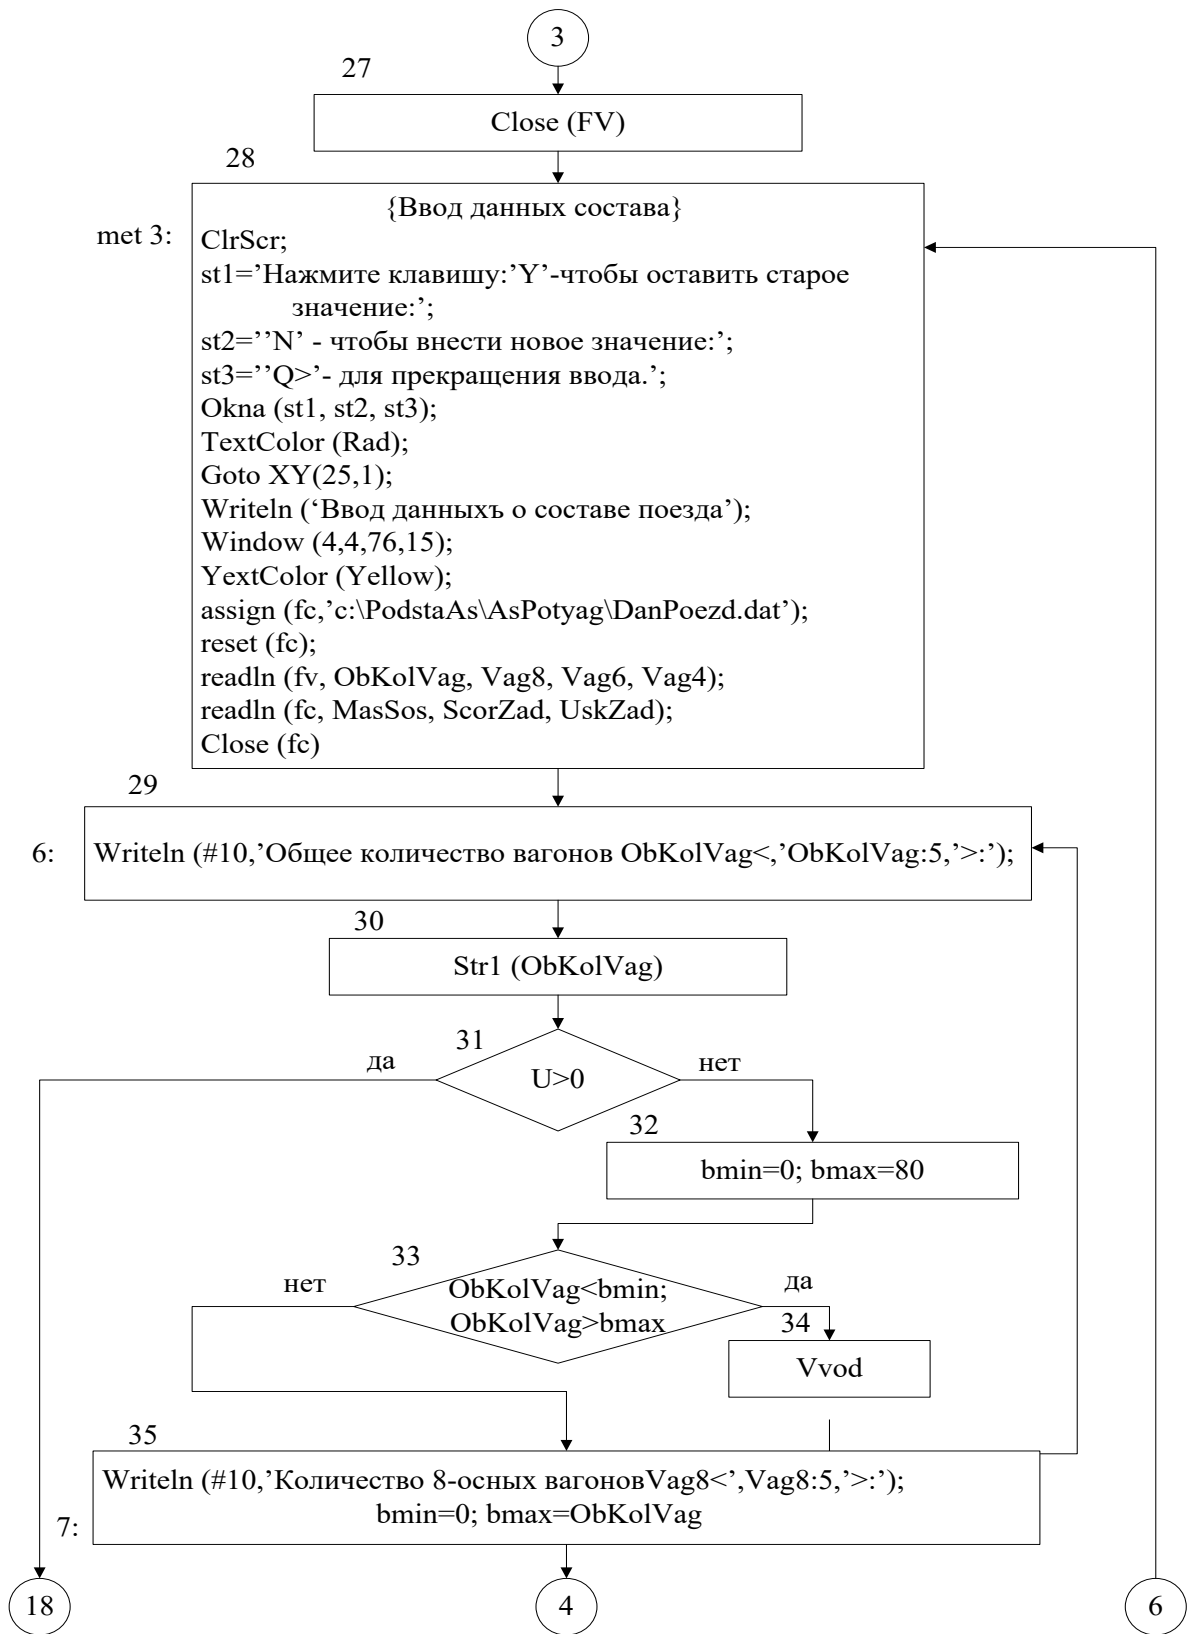 3
27
Close (FV)
28
{Ввод данных состава}
met 3:
ClrScr;
st1=’Нажмите клавишу:’Y’-чтобы оставить старое
значение:’;
st2=’’N’ - чтобы внести новое значение:’;
st3=’’Q>’- для прекращения ввода.’;
Okna (st1, st2, st3);
TextColor (Rad);
Goto XY(25,1);
Writeln (‘Ввод данныхъ о составе поезда’);
Window (4,4,76,15);
YextColor (Yellow);
assign (fc,’c:\PodstaAs\AsPotyag\DanPoezd.dat’);
reset (fc);
readln (fv, ObKolVag, Vag8, Vag6, Vag4);
readln (fc, MasSos, ScorZad, UskZad);
Close (fc)
29
6:
Writeln (#10,’Общее количество вагонов ObKolVag<,’ObKolVag:5,’>:’);
30
Str1 (ObKolVag)
31
да
U>0
нет
32
bmin=0; bmax=80
33
нет
ObKolVag<bmin;
ObKolVag>bmax
да
34
Vvod
35
Writeln (#10,’Количество 8-осных вагоновVag8<’,Vag8:5,’>:’);
bmin=0; bmax=ObKolVag
7:
18
4
6